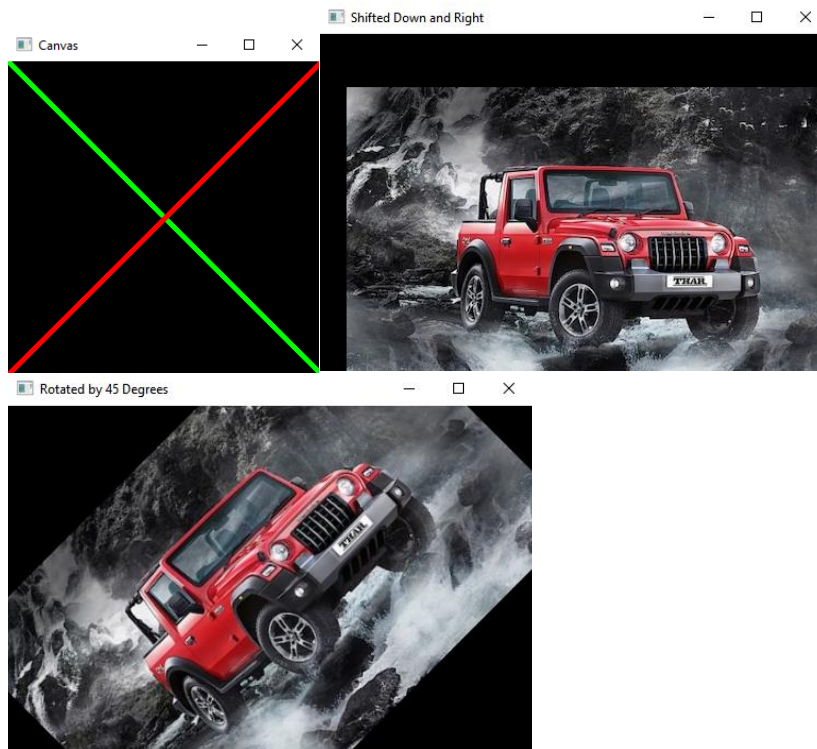 Canvas
Shifted Down and Right
THAR
Rotated by 45 Degrees
THAR